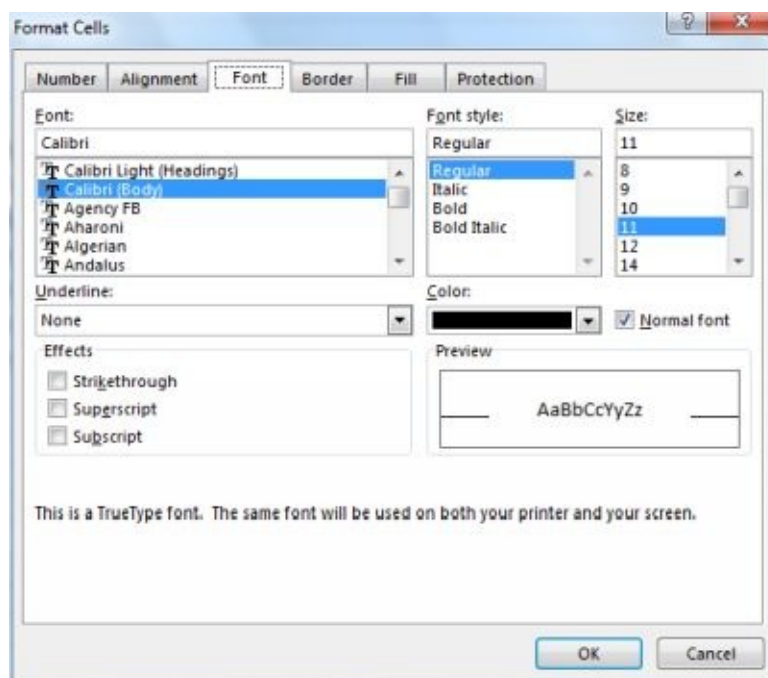 Format Cells
Number Alignment Font Border Fill Protection
Font: Font style: Size:
Calibri Regular 11
Calibri Light (Headings) Regular 8
Calibri (Body) Italic 9
Agency FB Bold 10
Aharoni Bold Italic 11
Algerian 12
Andalus 14
Underline: Color:
None Normal font
Effects Preview
Strikethrough
Superscript AaBbCcYyZz
Subscript
This is a TrueType font. The same font will be used on both your printer and your screen.
OK Cancel